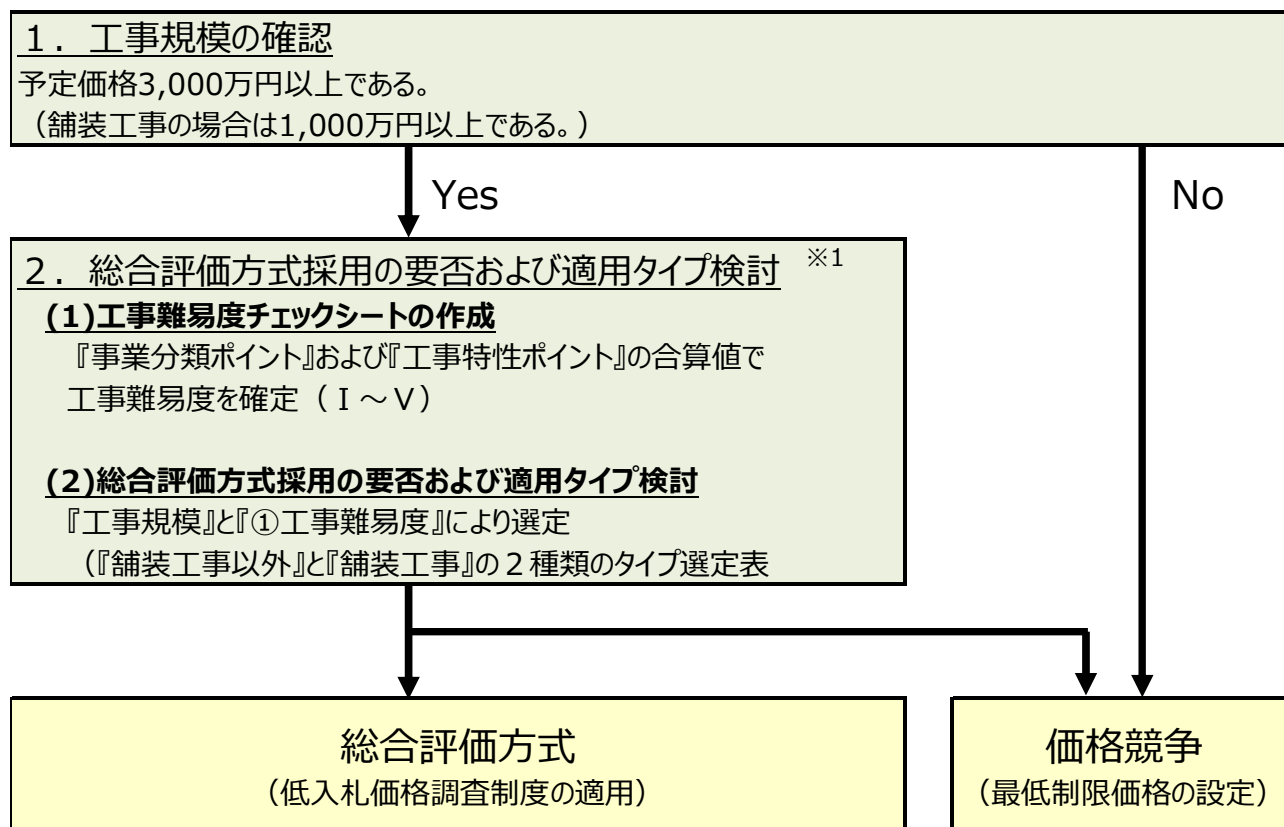 １．工事規模の確認
予定価格3,000万円以上である。
（舗装工事の場合は1,000万円以上である。）
Yes
No
２．総合評価方式採用の要否および適用タイプ検討 ※1
(1)工事難易度チェックシートの作成
『事業分類ポイント』および『工事特性ポイント』の合算値で
工事難易度を確定（Ⅰ～Ⅴ）
(2)総合評価方式採用の要否および適用タイプ検討
『工事規模』と『①工事難易度』により選定
（『舗装工事以外』と『舗装工事』の２種類のタイプ選定表
総合評価方式
（低入札価格調査制度の適用）
価格競争
（最低制限価格の設定）